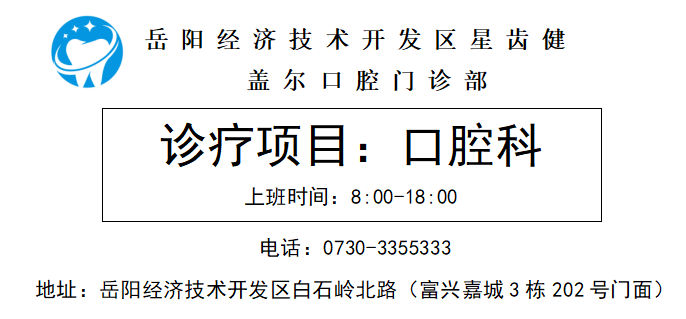 岳阳经济技术开发区星齿健
盖尔口腔门诊部
诊疗项目：口腔科
上班时间：8:00-18:00
电话：0730-3355333
地址：岳阳经济技术开发区白石岭北路（富兴嘉城3栋202号门面）